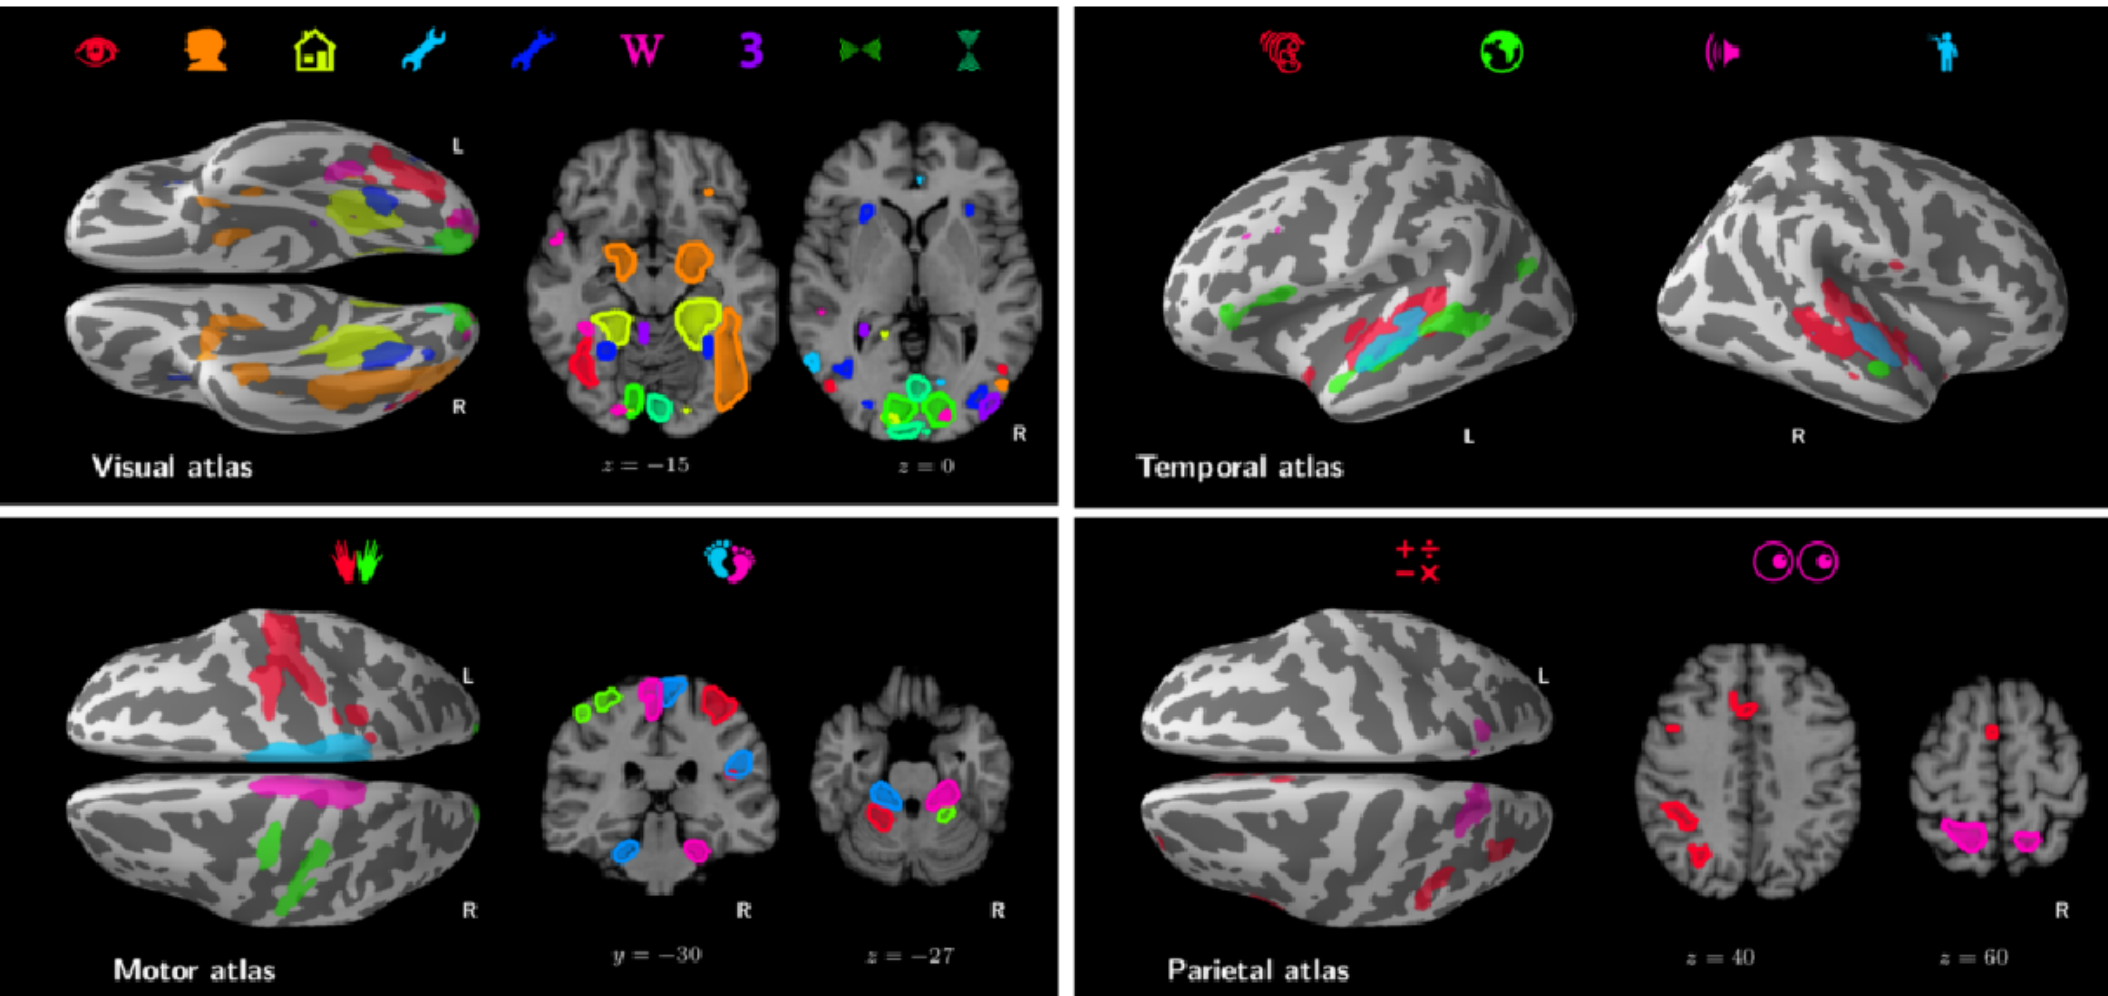 W 3
L
R
R
z = −15
z = 0
Visual atlas
L
R
Temporal atlas
L
R
R
R
y = −30
z = −27
Motor atlas
+ ÷
− ×
L
R
z = 40
z = 60
Parietal atlas